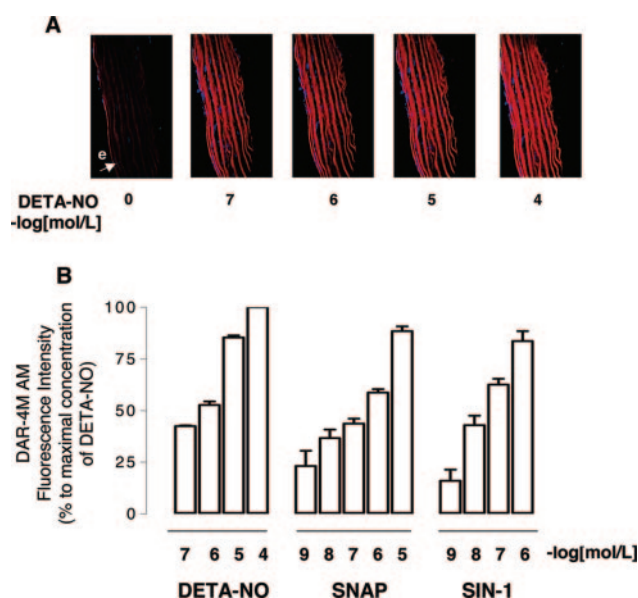 A
e
DETA-NO 0 7 6 5 4
-log[mol/L]
B
DAR-4M AM
Fluorescence Intensity
(% to maximal concentration
of DETA-NO)
100
75
50
25
0
7 6 5 4 9 8 7 6 5 9 8 7 6 -log[mol/L]
DETA-NO SNAP SIN-1